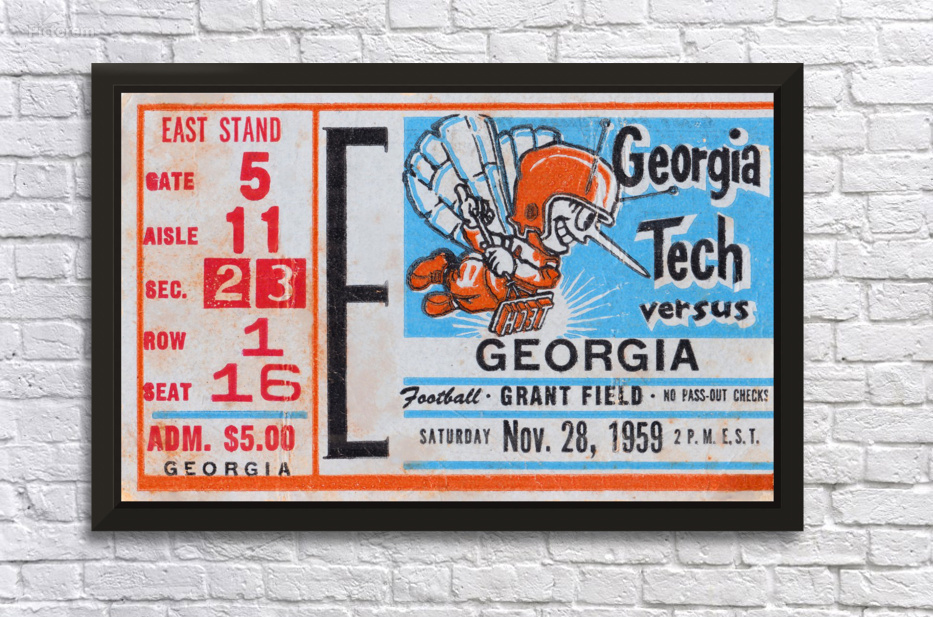 EAST STAND
GATE 5
AISLE 11
SEC. 23
ROW 1
SEAT 16
ADM. $5.00
GEORGIA
E
Georgia
Tech
versus
GEORGIA
Football · GRANT FIELD · NO PASS-OUT CHECKS
SATURDAY Nov. 28, 1959 2 P.M. E.S.T.